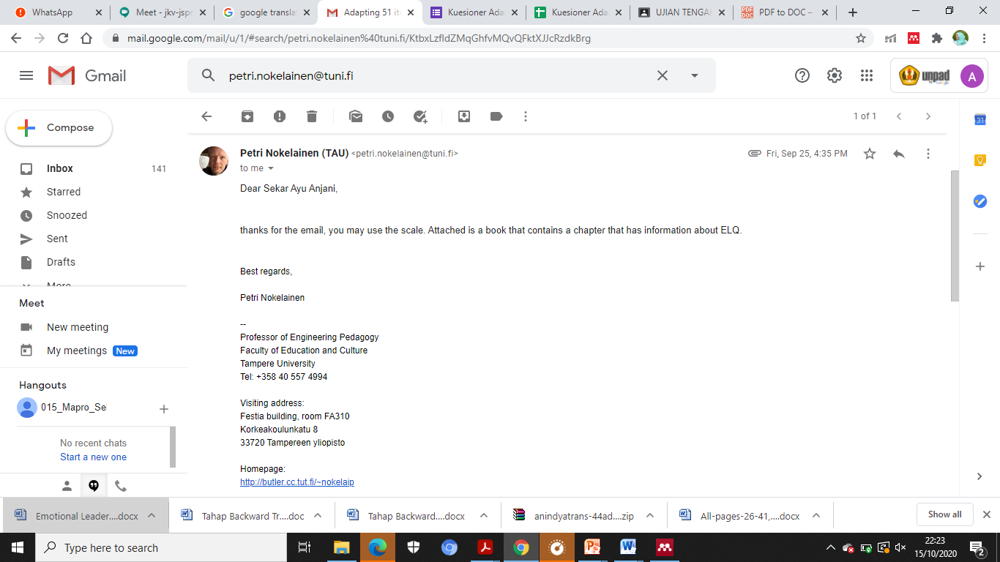 WhatsApp
Meet - jkv-jspr
google transla
Adapting 51 ite
Kuesioner Adap
Kuesioner Ada
UJIAN TENGAH
PDF to DOC –
mail.google.com/mail/u/1/#search/petri.nokelainen%40tuni.fi/KtbxLzfldZMqGhfvMQvQFktXJJcRzdkBrg
Gmail
petri.nokelainen@tuni.fi
unpad
A
Compose
1 of 1
31
Inbox 141
Starred
Snoozed
Sent
Drafts
More
Meet
New meeting
My meetings New
Hangouts
015_Mapro_Se
No recent chats
Start a new one
Petri Nokelainen (TAU) <petri.nokelainen@tuni.fi>
Fri, Sep 25, 4:35 PM
to me
Dear Sekar Ayu Anjani,
thanks for the email, you may use the scale. Attached is a book that contains a chapter that has information about ELQ.
Best regards,
Petri Nokelainen
--
Professor of Engineering Pedagogy
Faculty of Education and Culture
Tampere University
Tel: +358 40 557 4994
Visiting address:
Festia building, room FA310
Korkeakoulunkatu 8
33720 Tampereen yliopisto
Homepage:
http://butler.cc.tut.fi/~nokelaip
Emotional Leader....docx
Tahap Backward Tr....doc
Tahap Backward....docx
anindyatrans-44ad....zip
All-pages-26-41,....docx
Show all
Type here to search
22:23
15/10/2020
2